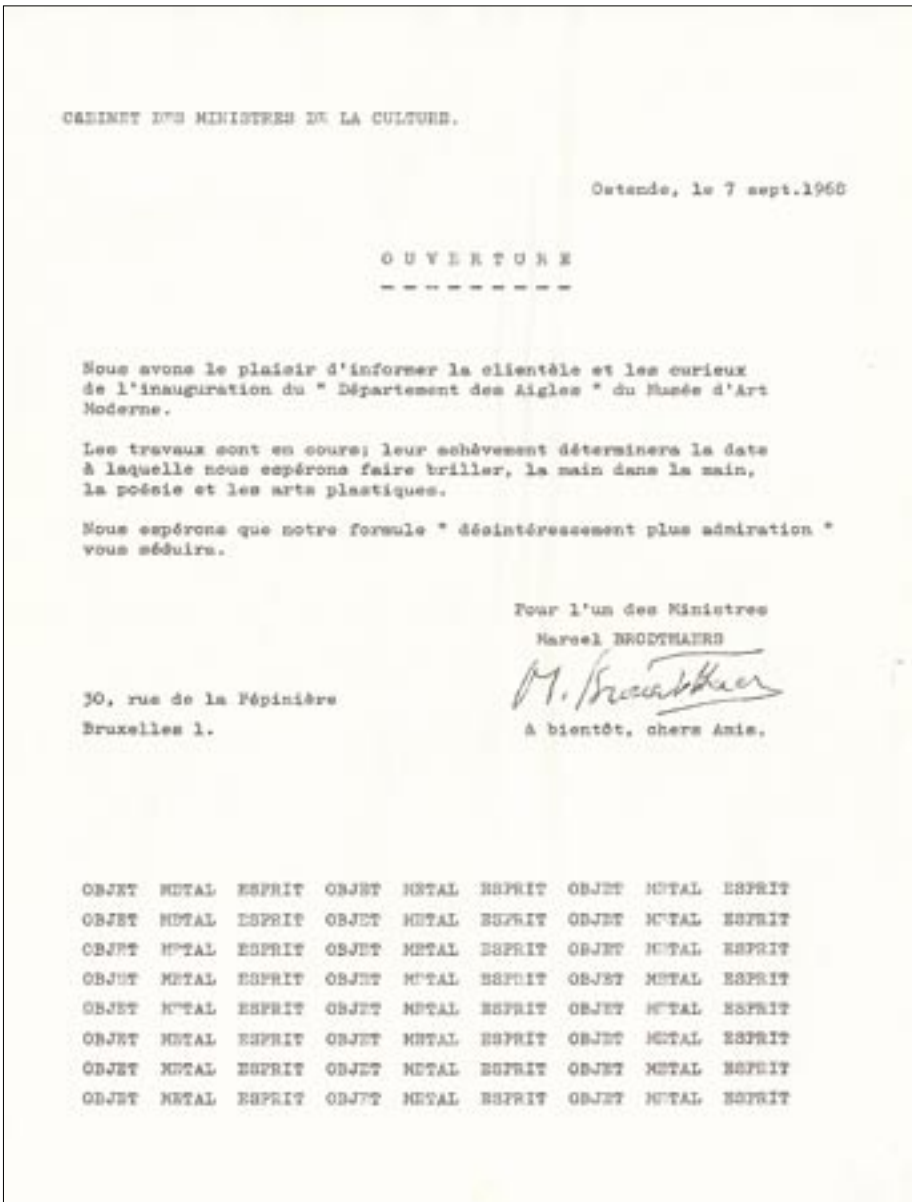 CABINET DES MINISTRES DE LA CULTURE.
Ostende, le 7 sept.1968
O U V E R T U R E
- - - - - - - - -
Nous avons le plaisir d'informer la clientèle et les curieux
de l'inauguration du " Département des Aigles " du Musée d'Art
Moderne.
Les travaux sont en cours; leur achèvement déterminera la date
à laquelle nous espérons faire briller, la main dans la main,
la poésie et les arts plastiques.
Nous espérons que notre formule " désintéressement plus admiration "
vous séduira.
Pour l'un des Ministres
Marcel BRODTHAERS
M. Broodthaers
30, rue de la Pépinière
Bruxelles 1.
A bientôt, chers Amis.
OBJET METAL ESPRIT OBJET METAL ESPRIT OBJET METAL ESPRIT
OBJET METAL ESPRIT OBJET METAL ESPRIT OBJET METAL ESPRIT
OBJET METAL ESPRIT OBJET METAL ESPRIT OBJET METAL ESPRIT
OBJET METAL ESPRIT OBJET METAL ESPRIT OBJET METAL ESPRIT
OBJET METAL ESPRIT OBJET METAL ESPRIT OBJET METAL ESPRIT
OBJET METAL ESPRIT OBJET METAL ESPRIT OBJET METAL ESPRIT
OBJET METAL ESPRIT OBJET METAL ESPRIT OBJET METAL ESPRIT
OBJET METAL ESPRIT OBJET METAL ESPRIT OBJET METAL ESPRIT